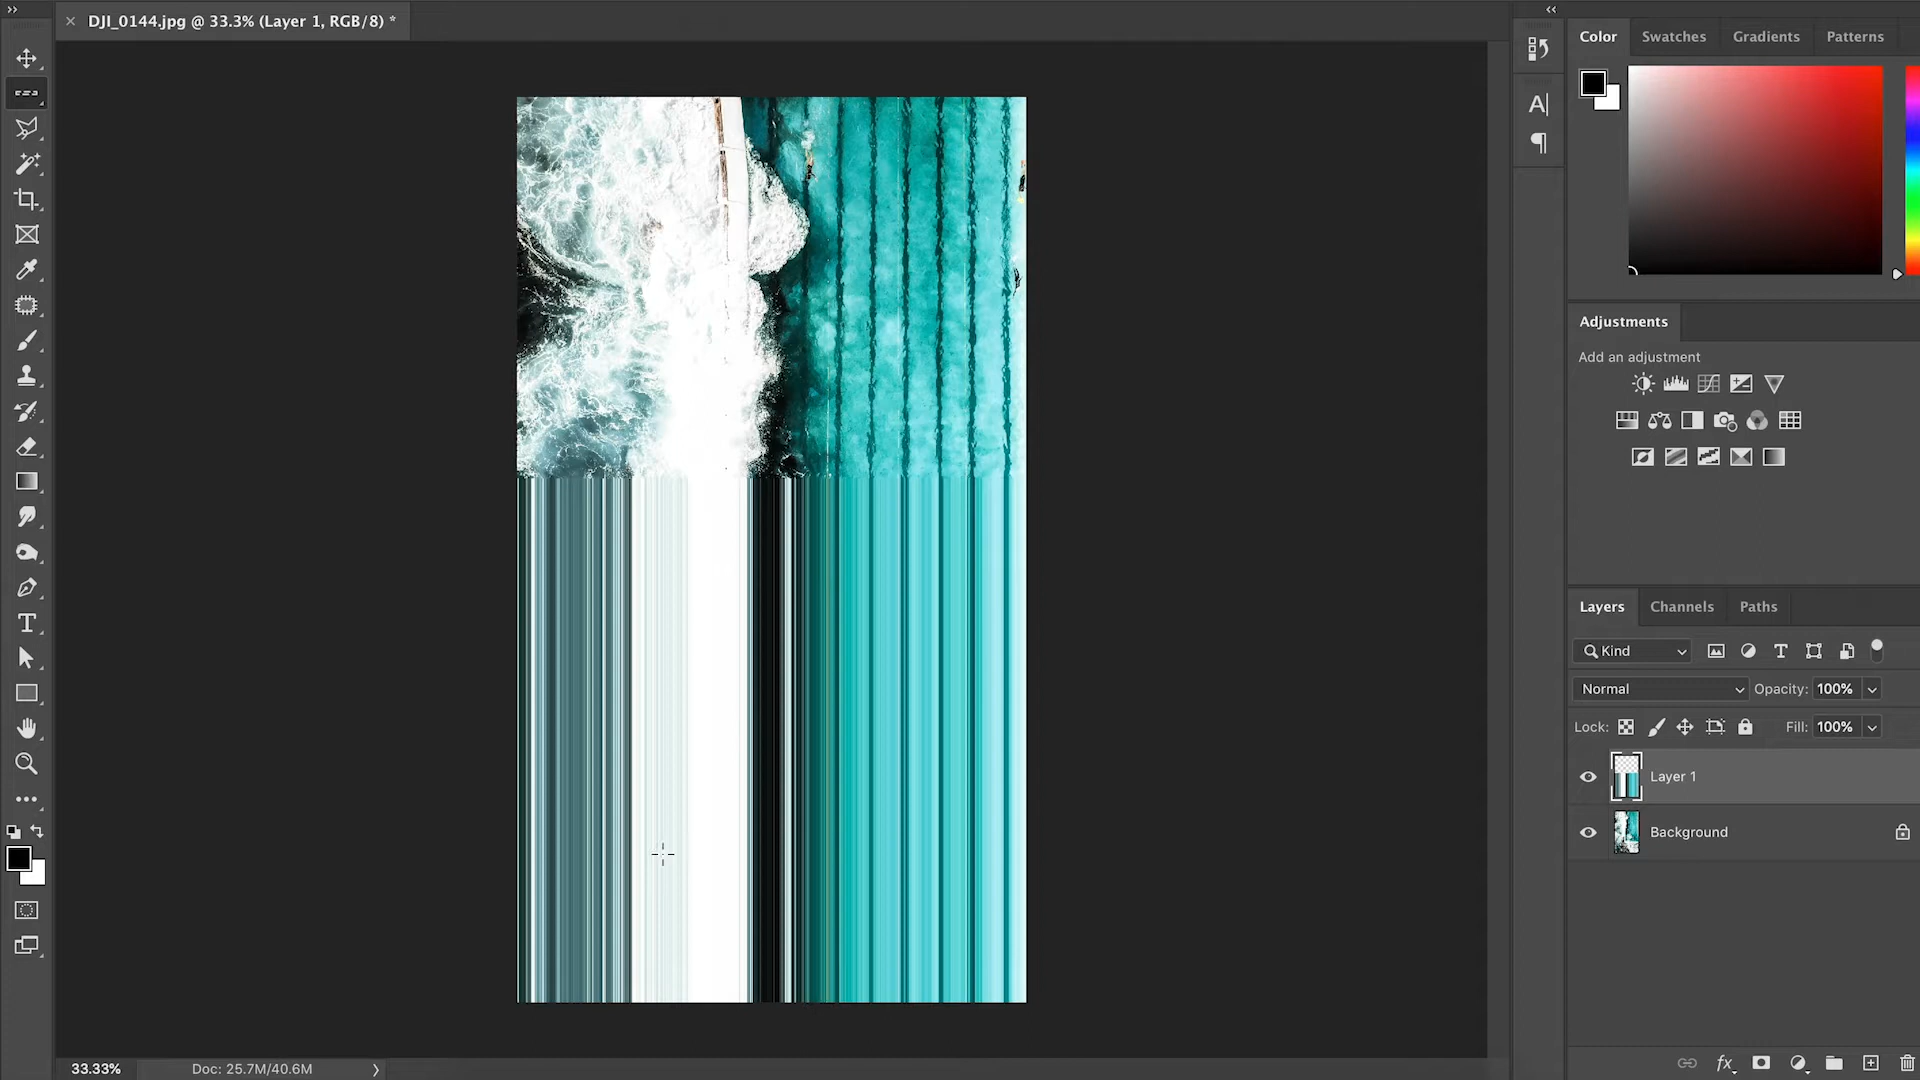 DJI_0144.jpg @ 33.3% (Layer 1, RGB/8) *
Color Swatches Gradients Patterns
Adjustments
Add an adjustment
Layers Channels Paths
Kind
Normal Opacity: 100%
Lock: Fill: 100%
Layer 1
Background
33.33% Doc: 25.7M/40.6M